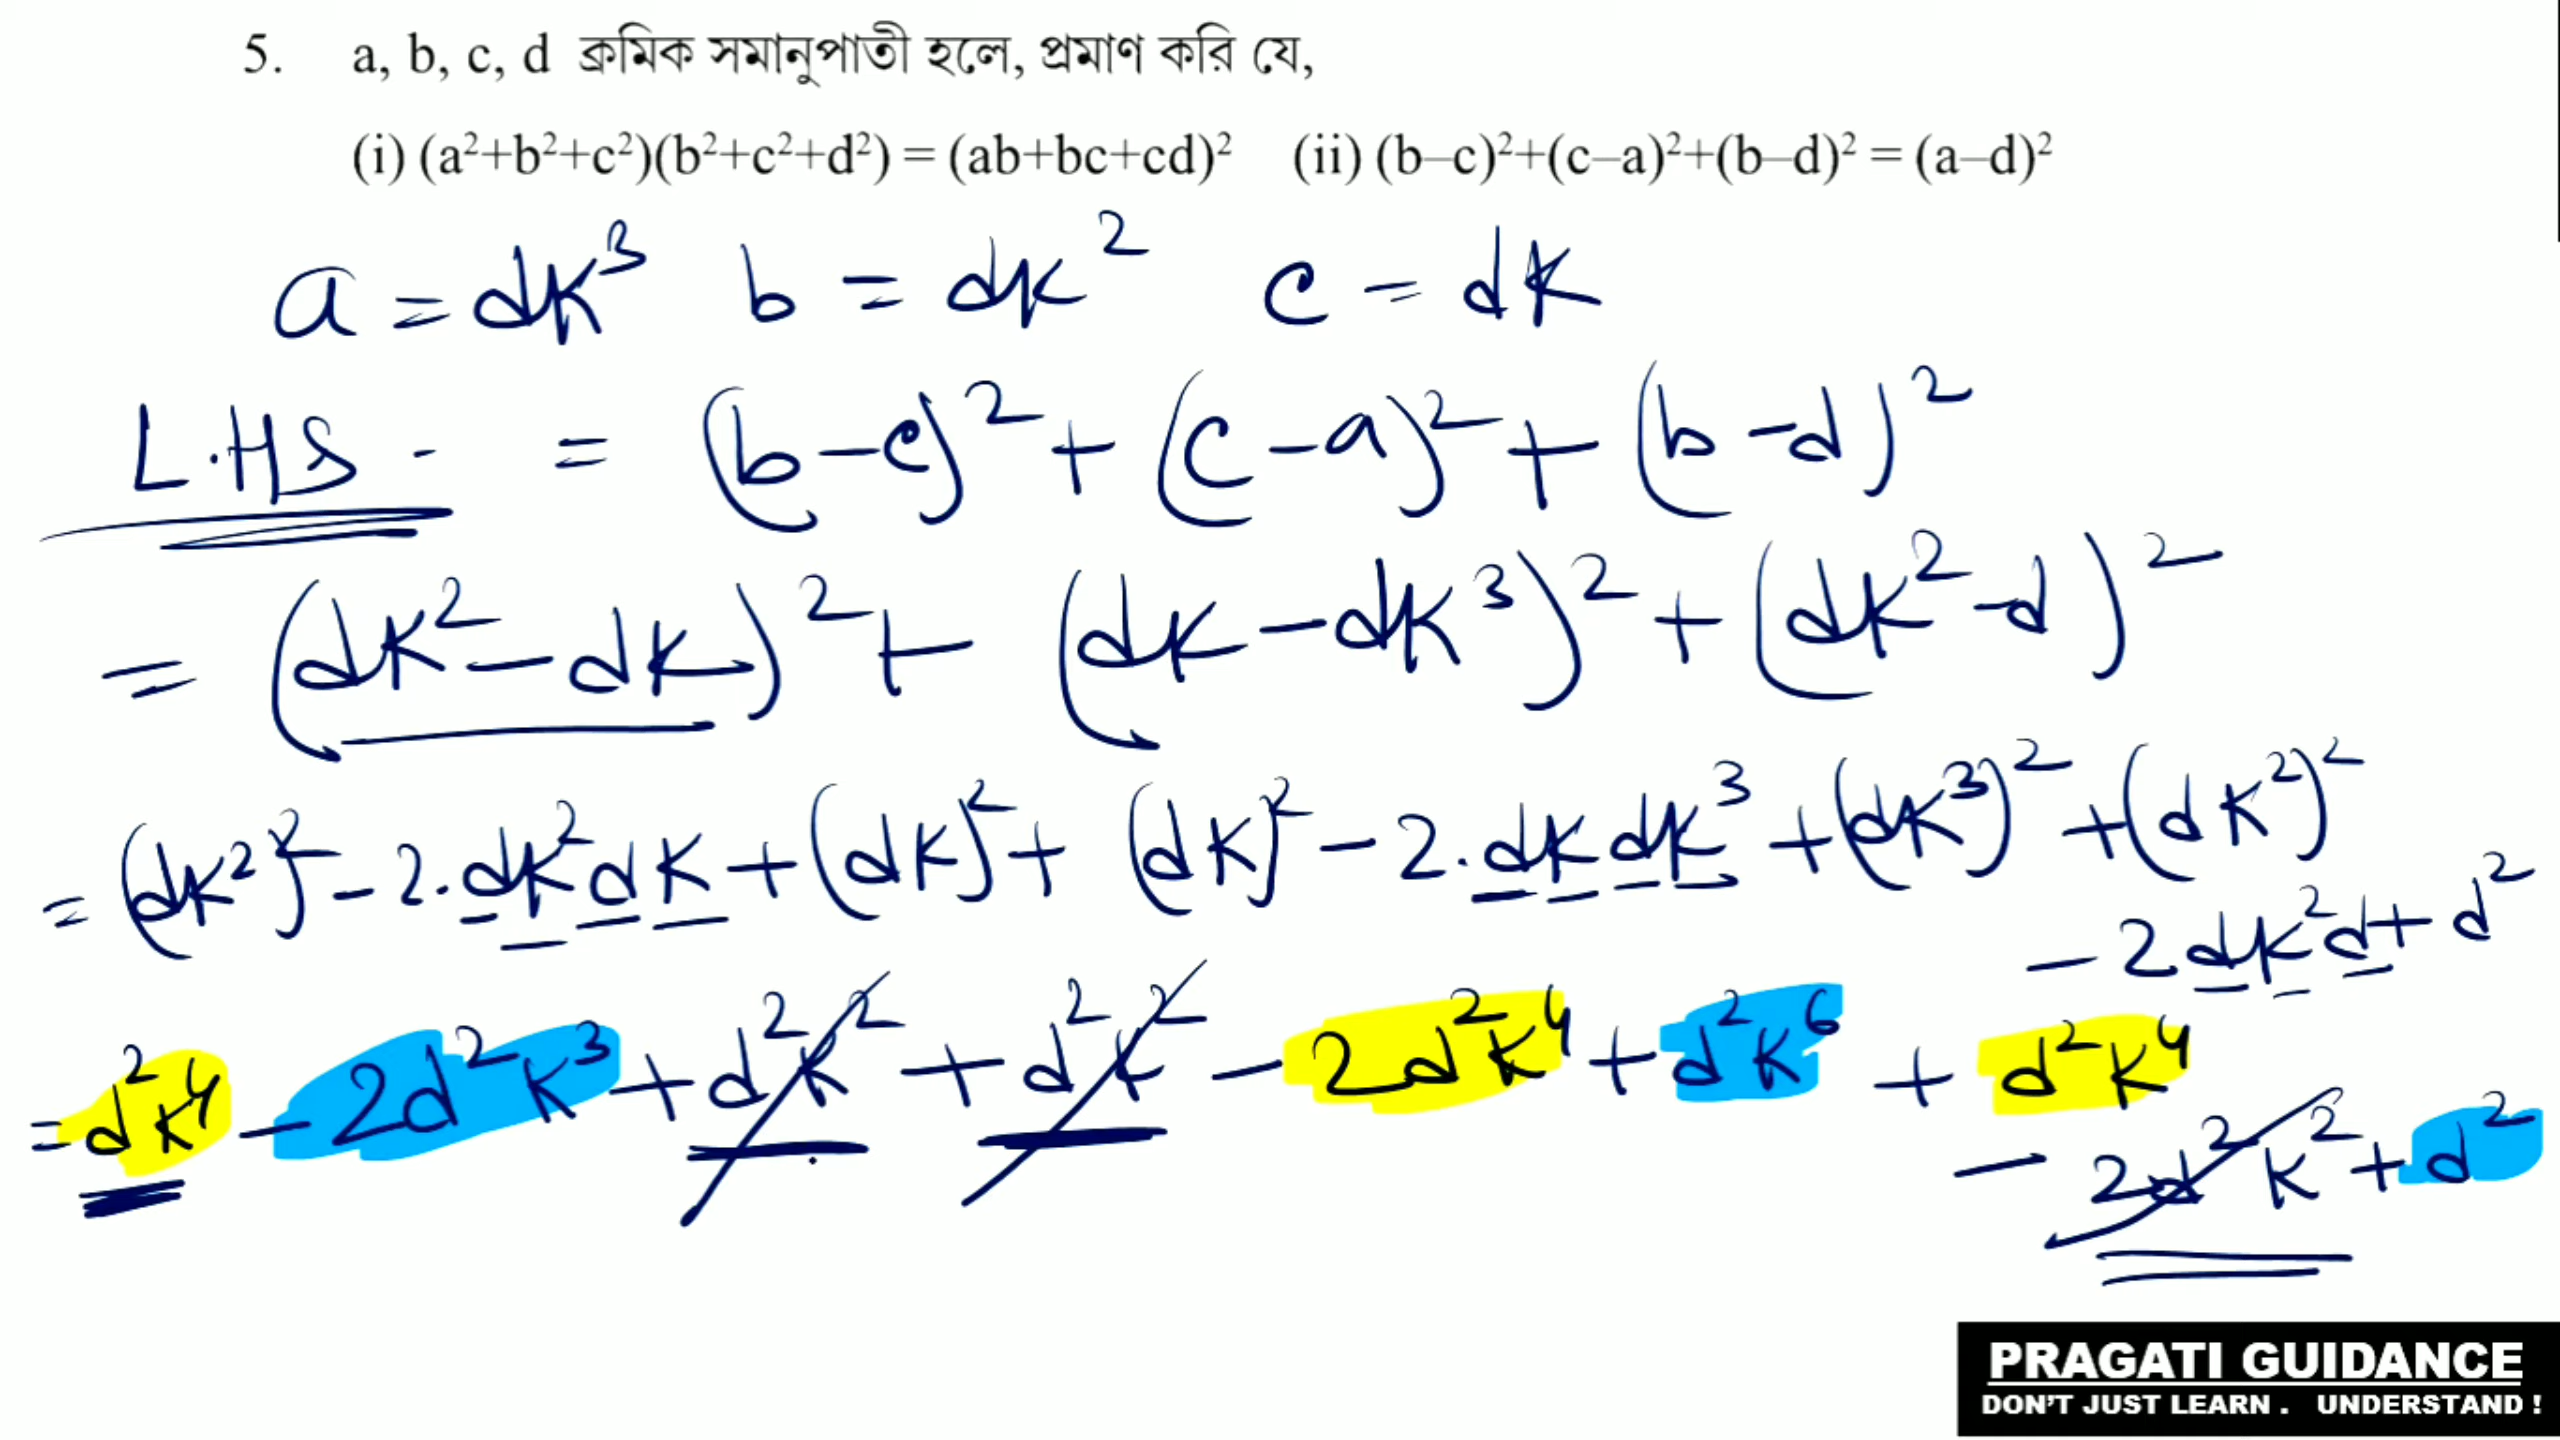 5. a, b, c, d ক্রমিক সমানুপাতী হলে, প্রমাণ করি যে,
(i) (a²+b²+c²)(b²+c²+d²) = (ab+bc+cd)² (ii) (b–c)²+(c–a)²+(b–d)² = (a–d)²
a = dk³ b = dk² c = dk
L.HS - = (b-c)² + (c-a)² + (b-d)²
= (dk²-dk)² + (dk-dk³)² + (dk²-d)²
= (dk²)² - 2.dk²dk + (dk)² + (dk)² - 2.dk dk³ + (dk³)² + (dk²)²
- 2dk²d + d²
= d²k⁴ - 2d²k³ + d²k² + d²k² - 2d²k⁴ + d²k⁶ + d²k⁴
- 2d²k² + d²
PRAGATI GUIDANCE
DON'T JUST LEARN . UNDERSTAND !